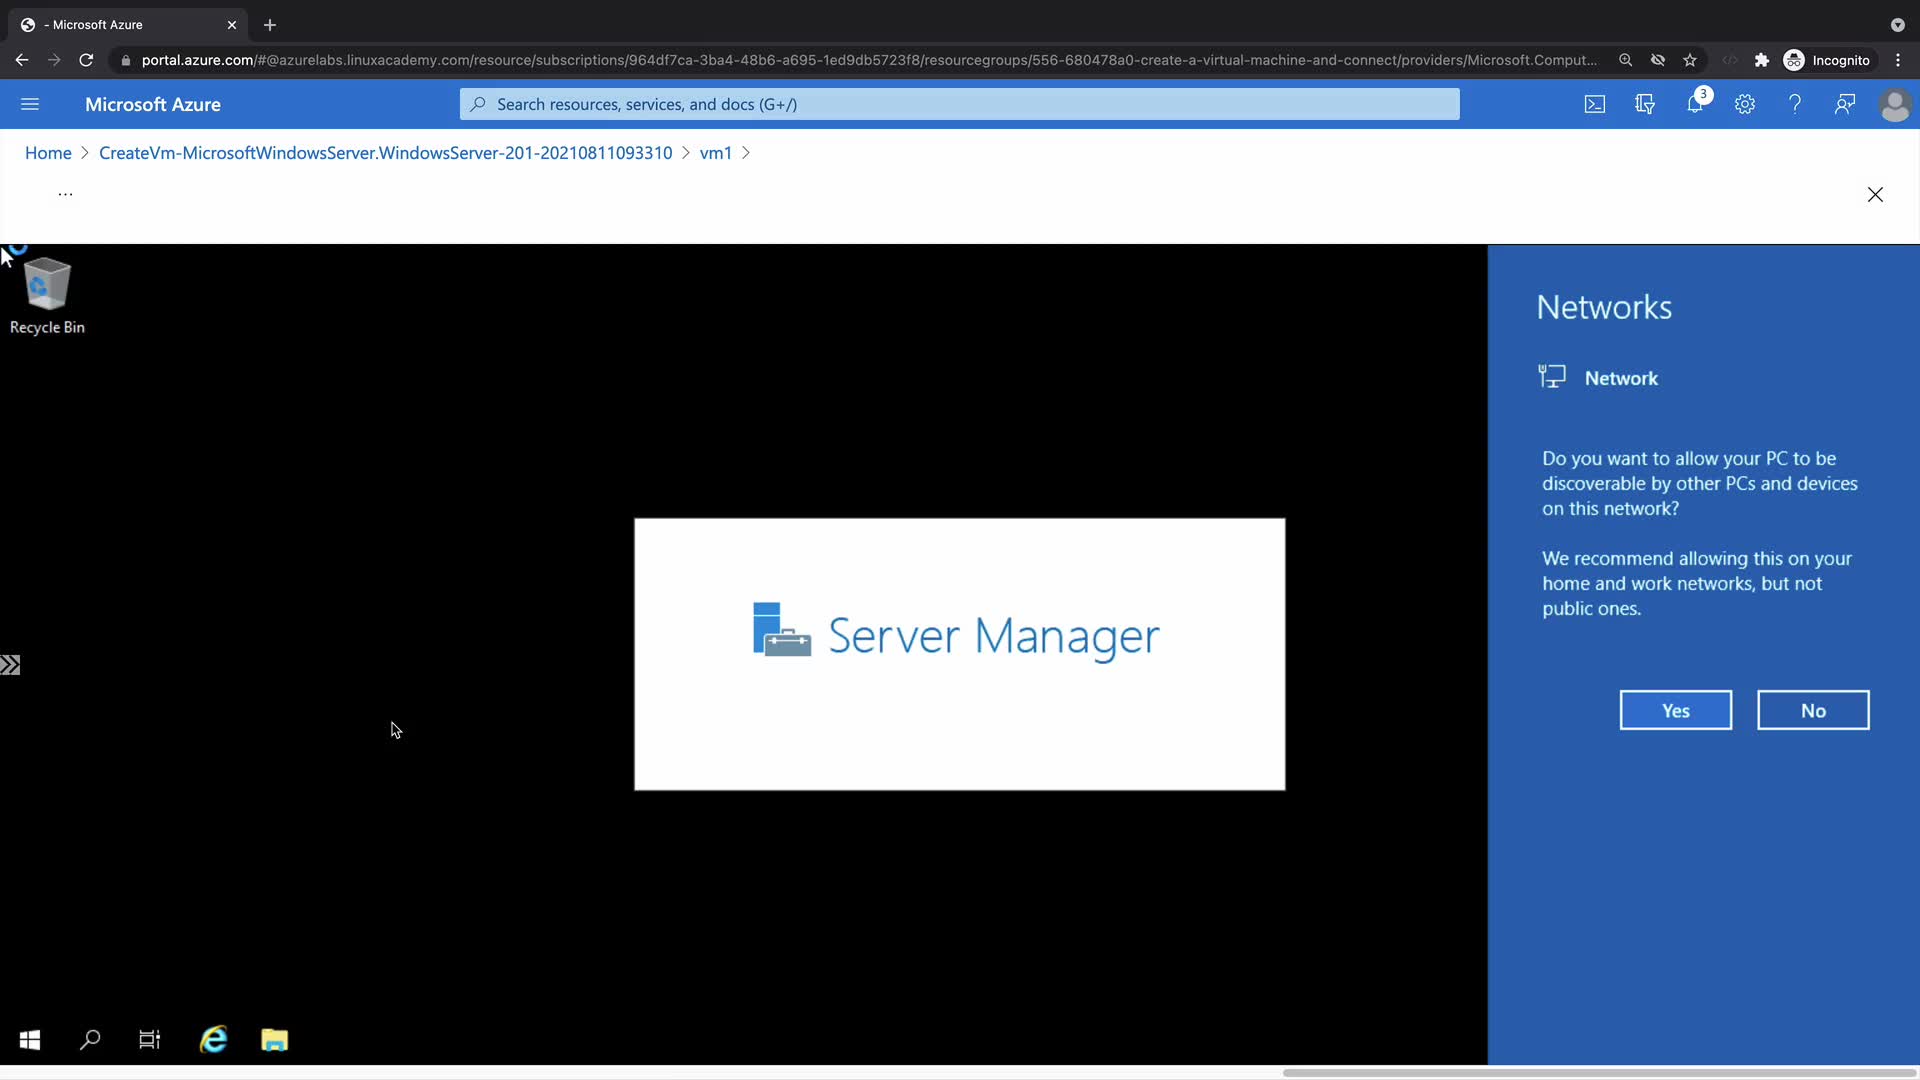 - Microsoft Azure
portal.azure.com/#@azurelabs.linuxacademy.com/resource/subscriptions/964df7ca-3ba4-48b6-a695-1ed9db5723f8/resourcegroups/556-680478a0-create-a-virtual-machine-and-connect/providers/Microsoft.Comput...
Incognito
Microsoft Azure
Search resources, services, and docs (G+/)
3
Home > CreateVm-MicrosoftWindowsServer.WindowsServer-201-20210811093310 > vm1 >
...
Recycle Bin
Server Manager
Networks
Network
Do you want to allow your PC to be
discoverable by other PCs and devices
on this network?
We recommend allowing this on your
home and work networks, but not
public ones.
Yes
No